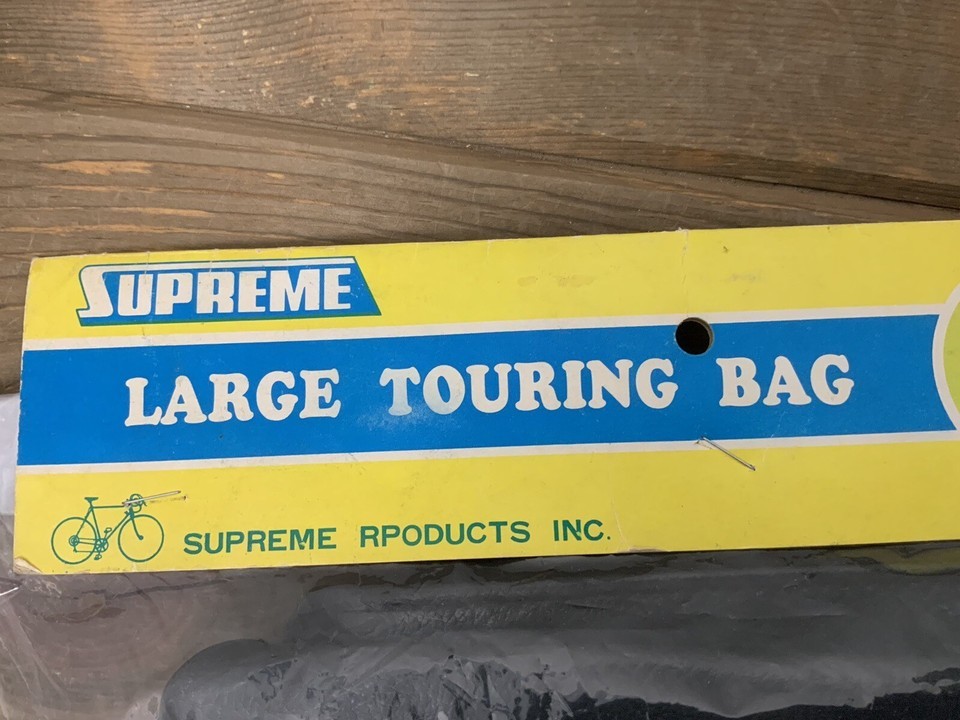 SUPREME
LARGE TOURING BAG
SUPREME RPODUCTS INC.